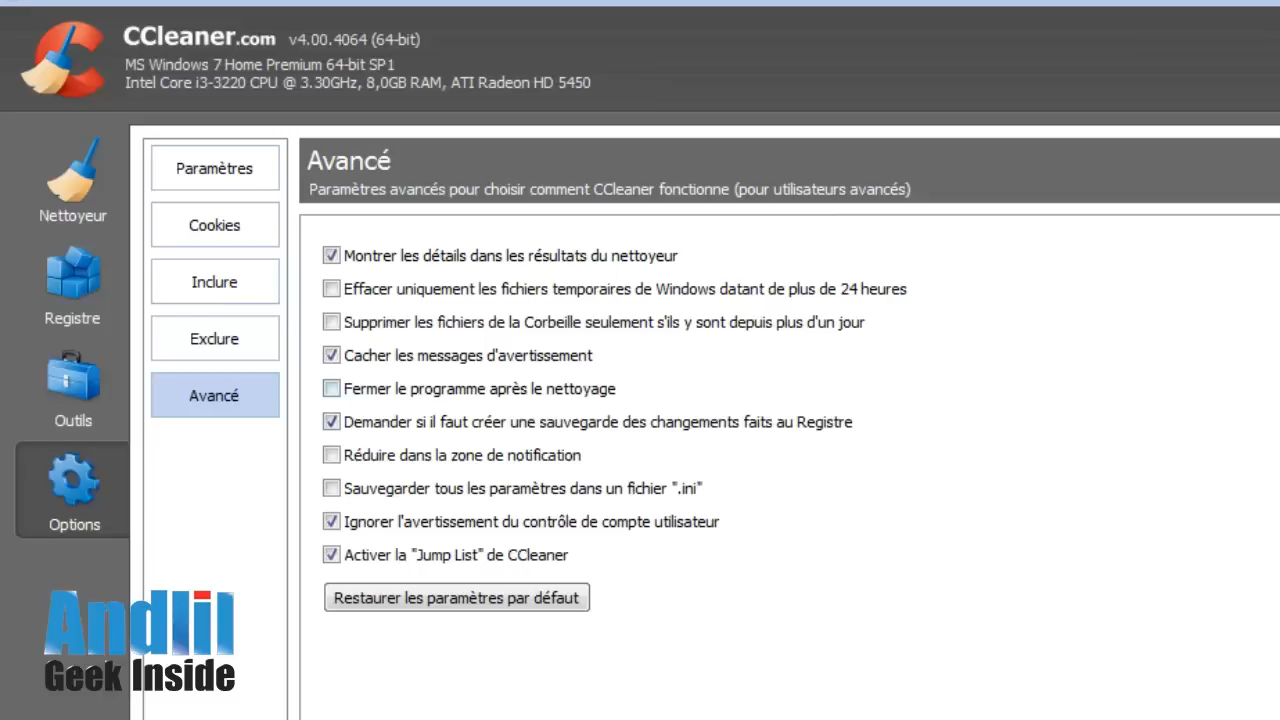 CCleaner.com v4.00.4064 (64-bit)
MS Windows 7 Home Premium 64-bit SP1
Intel Core i3-3220 CPU @ 3.30GHz, 8,0GB RAM, ATI Radeon HD 5450
Nettoyeur
Registre
Outils
Options
Paramètres
Cookies
Inclure
Exclure
Avancé
Avancé
Paramètres avancés pour choisir comment CCleaner fonctionne (pour utilisateurs avancés)
Montrer les détails dans les résultats du nettoyeur
Effacer uniquement les fichiers temporaires de Windows datant de plus de 24 heures
Supprimer les fichiers de la Corbeille seulement s'ils y sont depuis plus d'un jour
Cacher les messages d'avertissement
Fermer le programme après le nettoyage
Demander si il faut créer une sauvegarde des changements faits au Registre
Réduire dans la zone de notification
Sauvegarder tous les paramètres dans un fichier ".ini"
Ignorer l'avertissement du contrôle de compte utilisateur
Activer la "Jump List" de CCleaner
Restaurer les paramètres par défaut
Andlil
Geek Inside